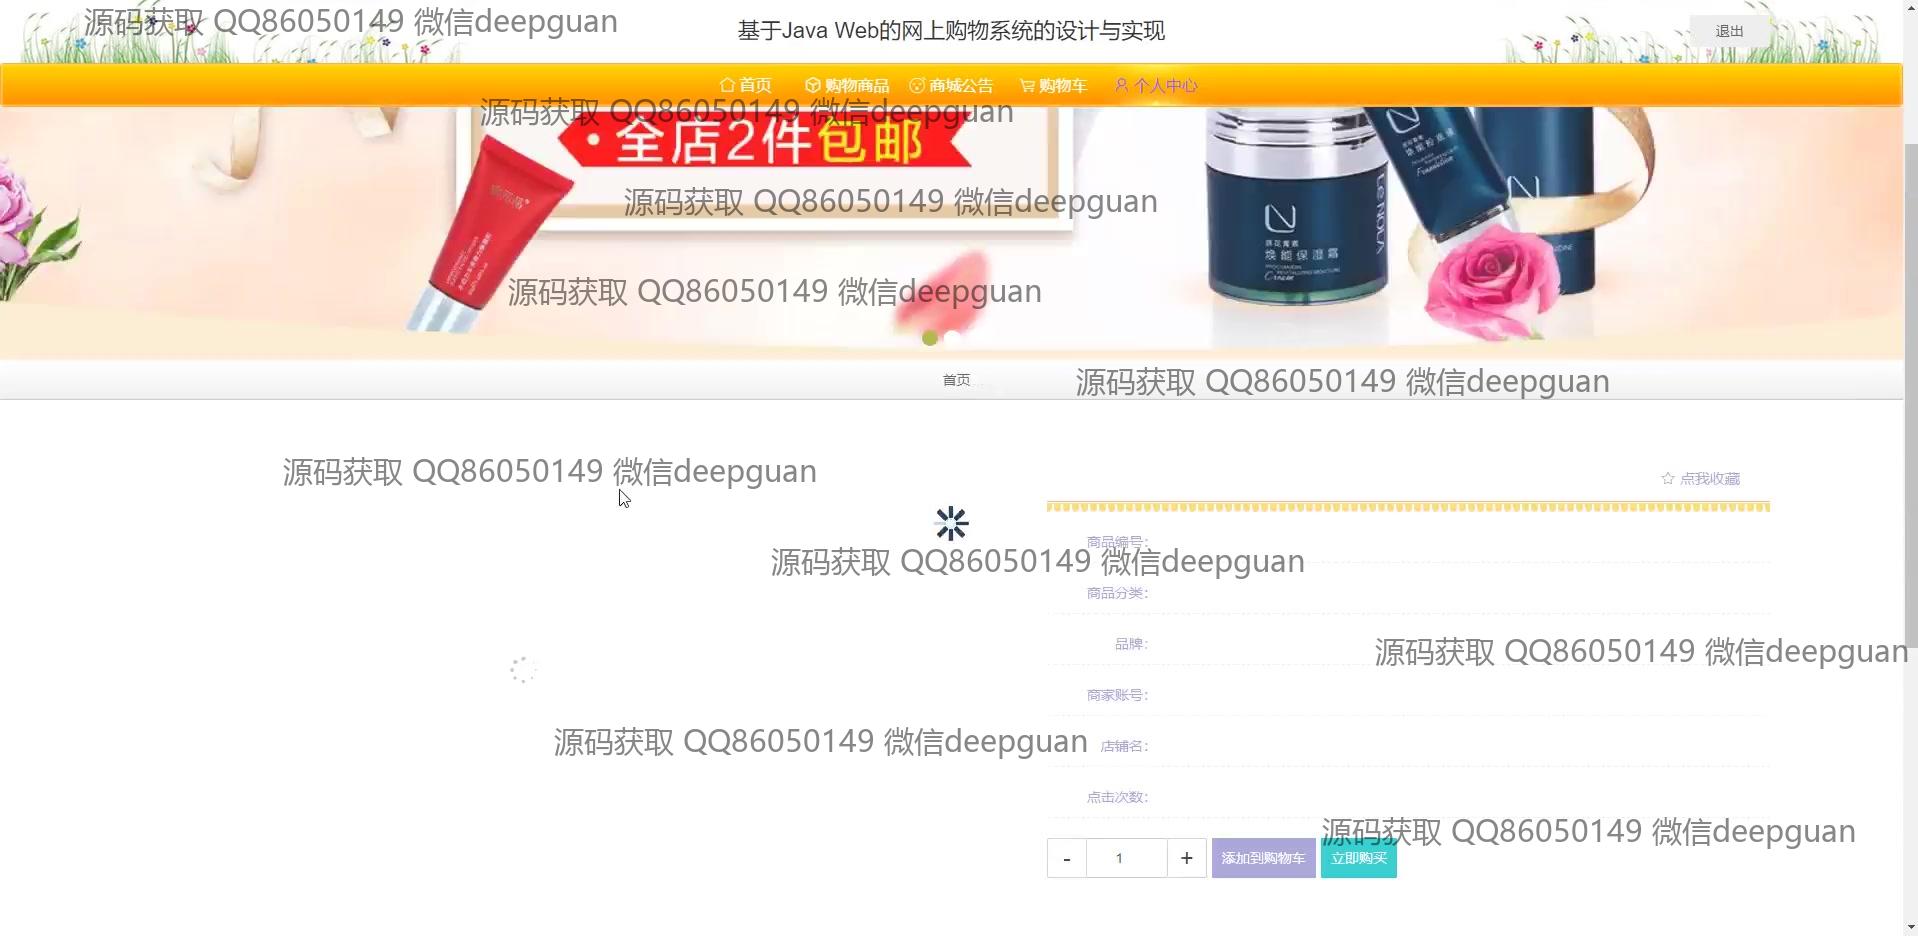 源码获取 QQ86050149 微信deepguan
基于Java Web的网上购物系统的设计与实现
退出
首页 购物商品 商城公告 购物车 个人中心
源码获取 QQ86050149 微信deepguan
全店2件包邮
源码获取 QQ86050149 微信deepguan
Le NOLA
焕能保湿霜
Cream
Foundation
源码获取 QQ86050149 微信deepguan
首页
源码获取 QQ86050149 微信deepguan
源码获取 QQ86050149 微信deepguan
点我收藏
商品编号:
源码获取 QQ86050149 微信deepguan
商品分类:
品牌:
源码获取 QQ86050149 微信deepguan
商家账号:
源码获取 QQ86050149 微信deepguan
店铺名:
点击次数:
源码获取 QQ86050149 微信deepguan
- 1 + 添加到购物车 立即购买